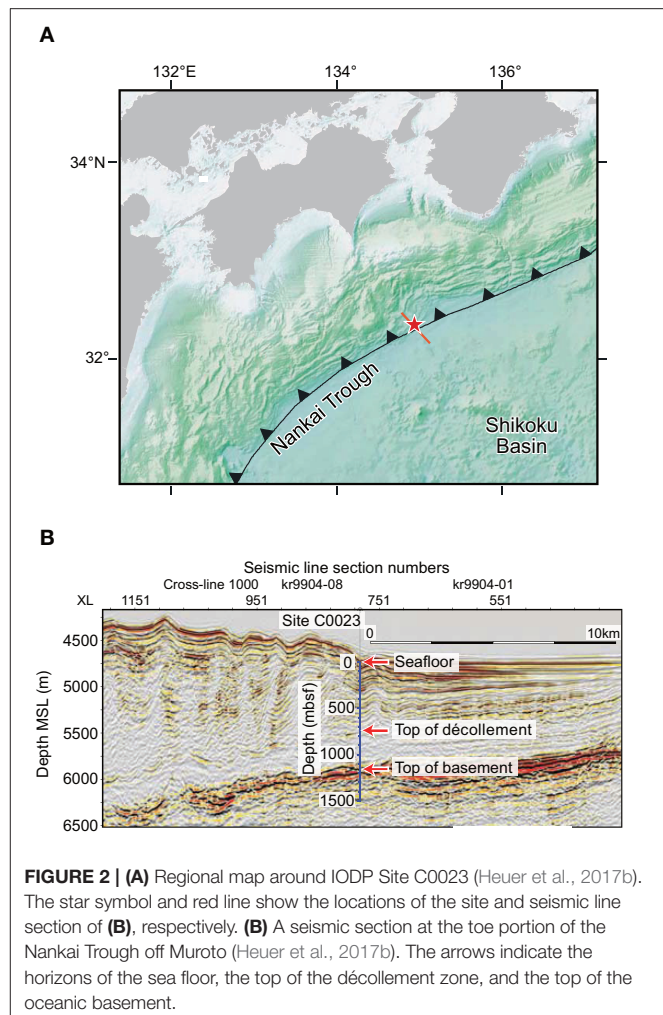 A
132°E 134° 136°
34°N
32°
Nankai Trough
Shikoku
Basin
B
Seismic line section numbers
Cross-line 1000 kr9904-08 kr9904-01
XL 1151 951 751 551
Site C0023
0 10km
4500
5000
5500
6000
6500
Depth MSL (m)
0
500
1000
1500
Depth (mbsf)
Seafloor
Top of décollement
Top of basement
FIGURE 2 | (A) Regional map around IODP Site C0023 (Heuer et al., 2017b).
The star symbol and red line show the locations of the site and seismic line
section of (B), respectively. (B) A seismic section at the toe portion of the
Nankai Trough off Muroto (Heuer et al., 2017b). The arrows indicate the
horizons of the sea floor, the top of the décollement zone, and the top of the
oceanic basement.